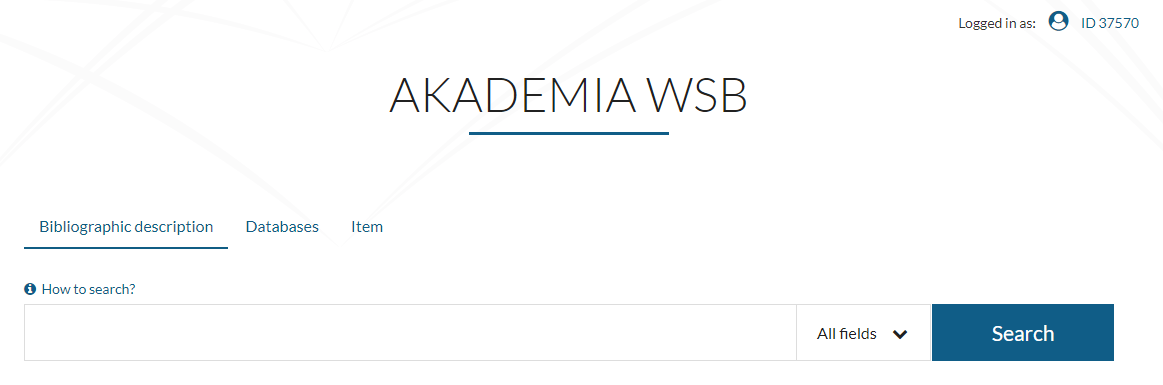 Logged in as: ID 37570
AKADEMIA WSB
Bibliographic description Databases Item
How to search?
All fields Search